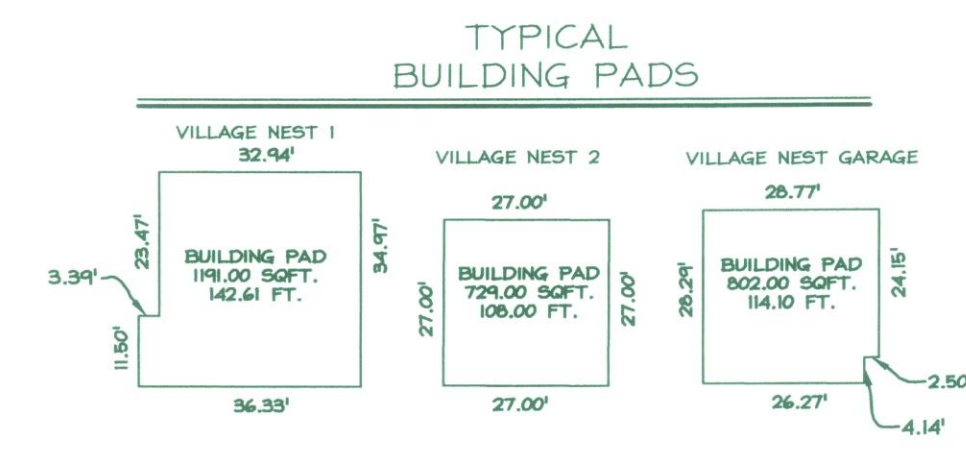 TYPICAL
BUILDING PADS
VILLAGE NEST 1
32.94'
23.47'
34.97'
3.39'
11.50'
BUILDING PAD
1191.00 SQFT.
142.61 FT.
36.33'
VILLAGE NEST 2
27.00'
27.00'
27.00'
BUILDING PAD
729.00 SQFT.
108.00 FT.
27.00'
VILLAGE NEST GARAGE
28.77'
28.29'
24.15'
BUILDING PAD
802.00 SQFT.
114.10 FT.
2.50
26.27'
4.14'